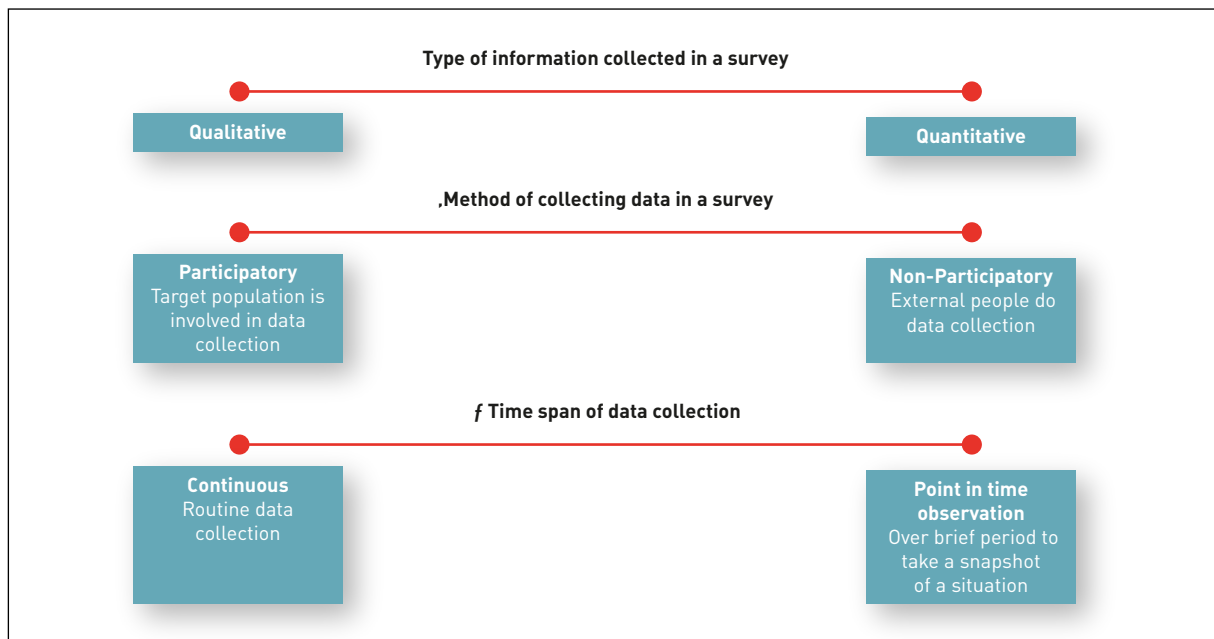 Type of information collected in a survey
Qualitative
Quantitative
‚Method of collecting data in a survey
Participatory
Target population is
involved in data
collection
Non-Participatory
External people do
data collection
ƒ Time span of data collection
Continuous
Routine data
collection
Point in time
observation
Over brief period to
take a snapshot
of a situation